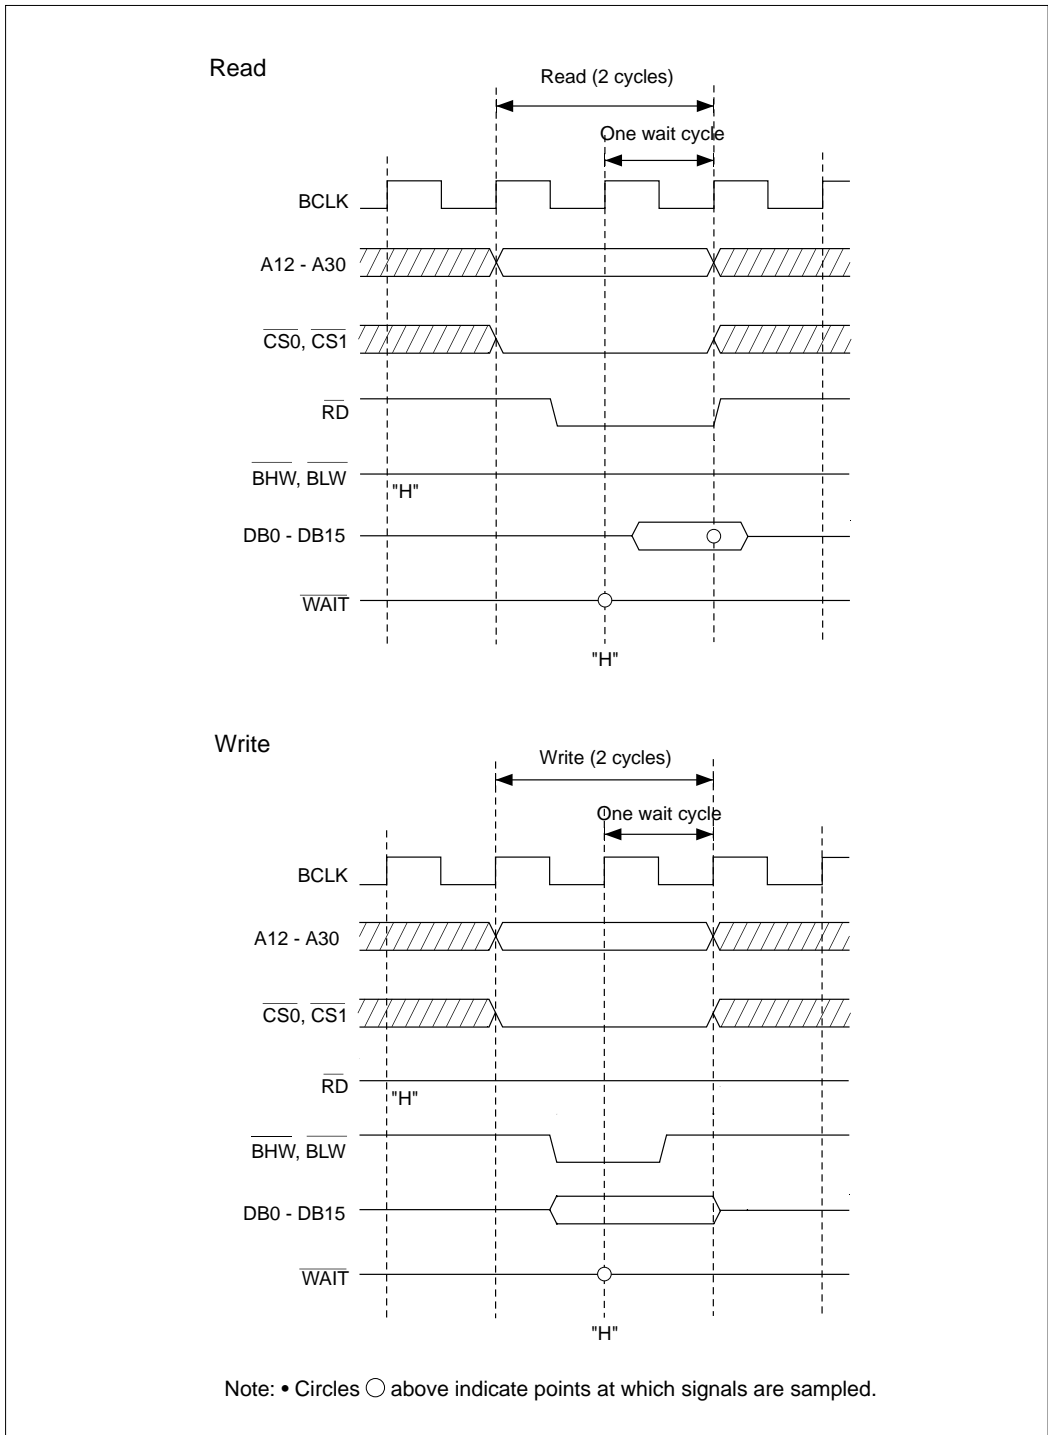 Read
Read (2 cycles)
One wait cycle
BCLK
A12 - A30
CS0, CS1
RD
BHW, BLW
"H"
DB0 - DB15
WAIT
"H"
Write
Write (2 cycles)
One wait cycle
BCLK
A12 - A30
CS0, CS1
RD
"H"
BHW, BLW
DB0 - DB15
WAIT
"H"
Note: • Circles ○ above indicate points at which signals are sampled.